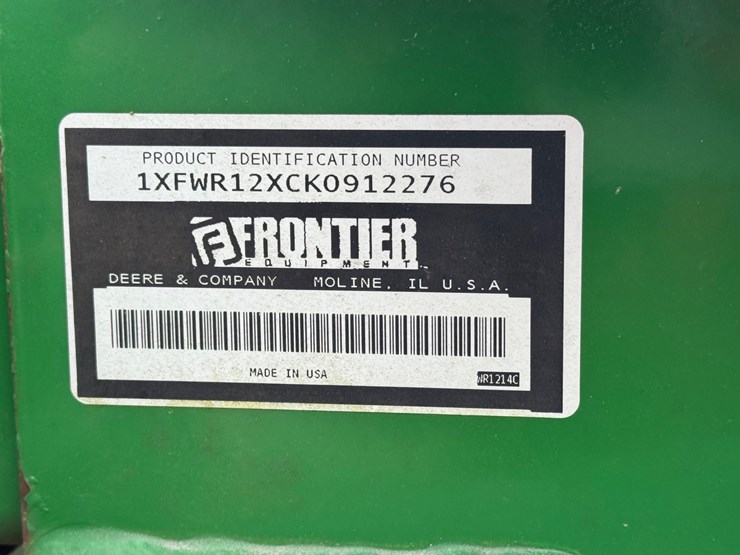 PRODUCT IDENTIFICATION NUMBER
1XFWR12XCK0912276
FRONTIER
EQUIPMENT
DEERE & COMPANY MOLINE, IL U.S.A.
MADE IN USA
WR1214C